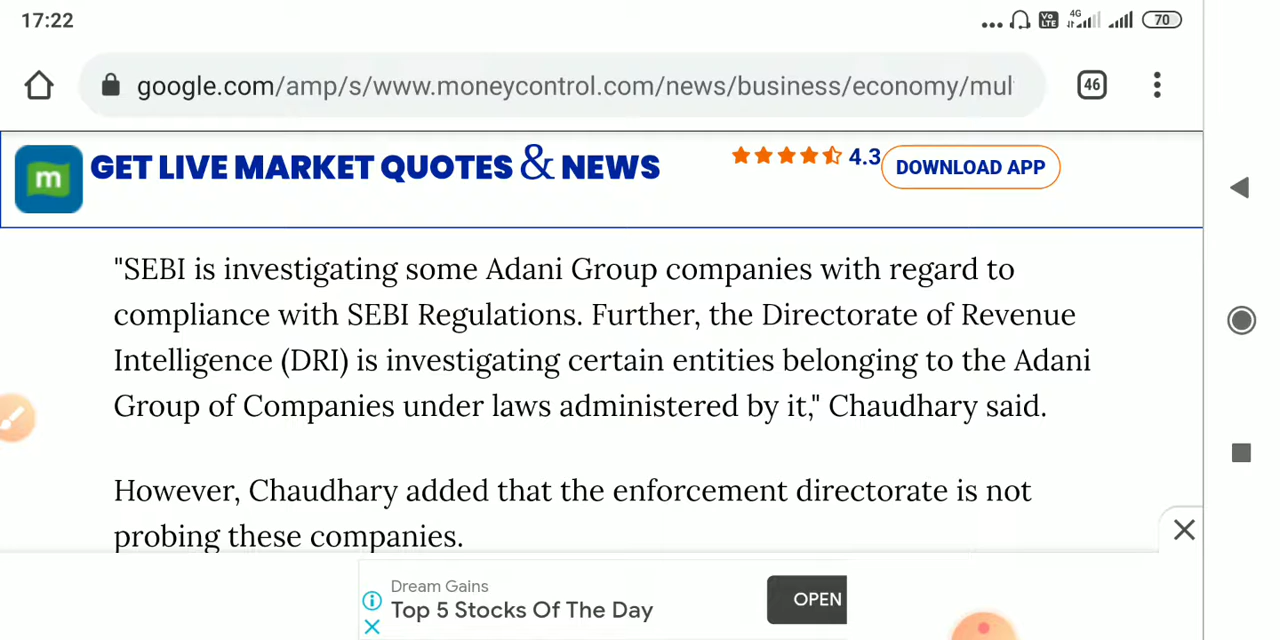 17:22
Vo LTE 4G 70
google.com/amp/s/www.moneycontrol.com/news/business/economy/mul
46
m GET LIVE MARKET QUOTES & NEWS 4.3 DOWNLOAD APP
"SEBI is investigating some Adani Group companies with regard to
compliance with SEBI Regulations. Further, the Directorate of Revenue
Intelligence (DRI) is investigating certain entities belonging to the Adani
Group of Companies under laws administered by it," Chaudhary said.
However, Chaudhary added that the enforcement directorate is not
probing these companies.
Dream Gains
Top 5 Stocks Of The Day
OPEN